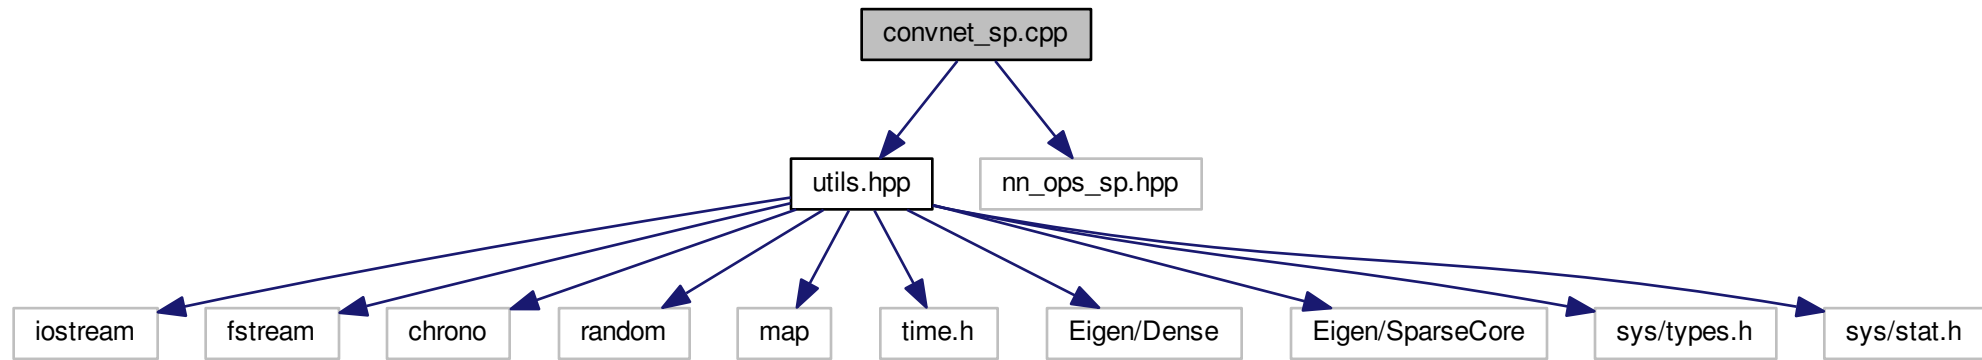 convnet_sp.cpp
utils.hpp
nn_ops_sp.hpp
iostream
fstream
chrono
random
map
time.h
Eigen/Dense
Eigen/SparseCore
sys/types.h
sys/stat.h